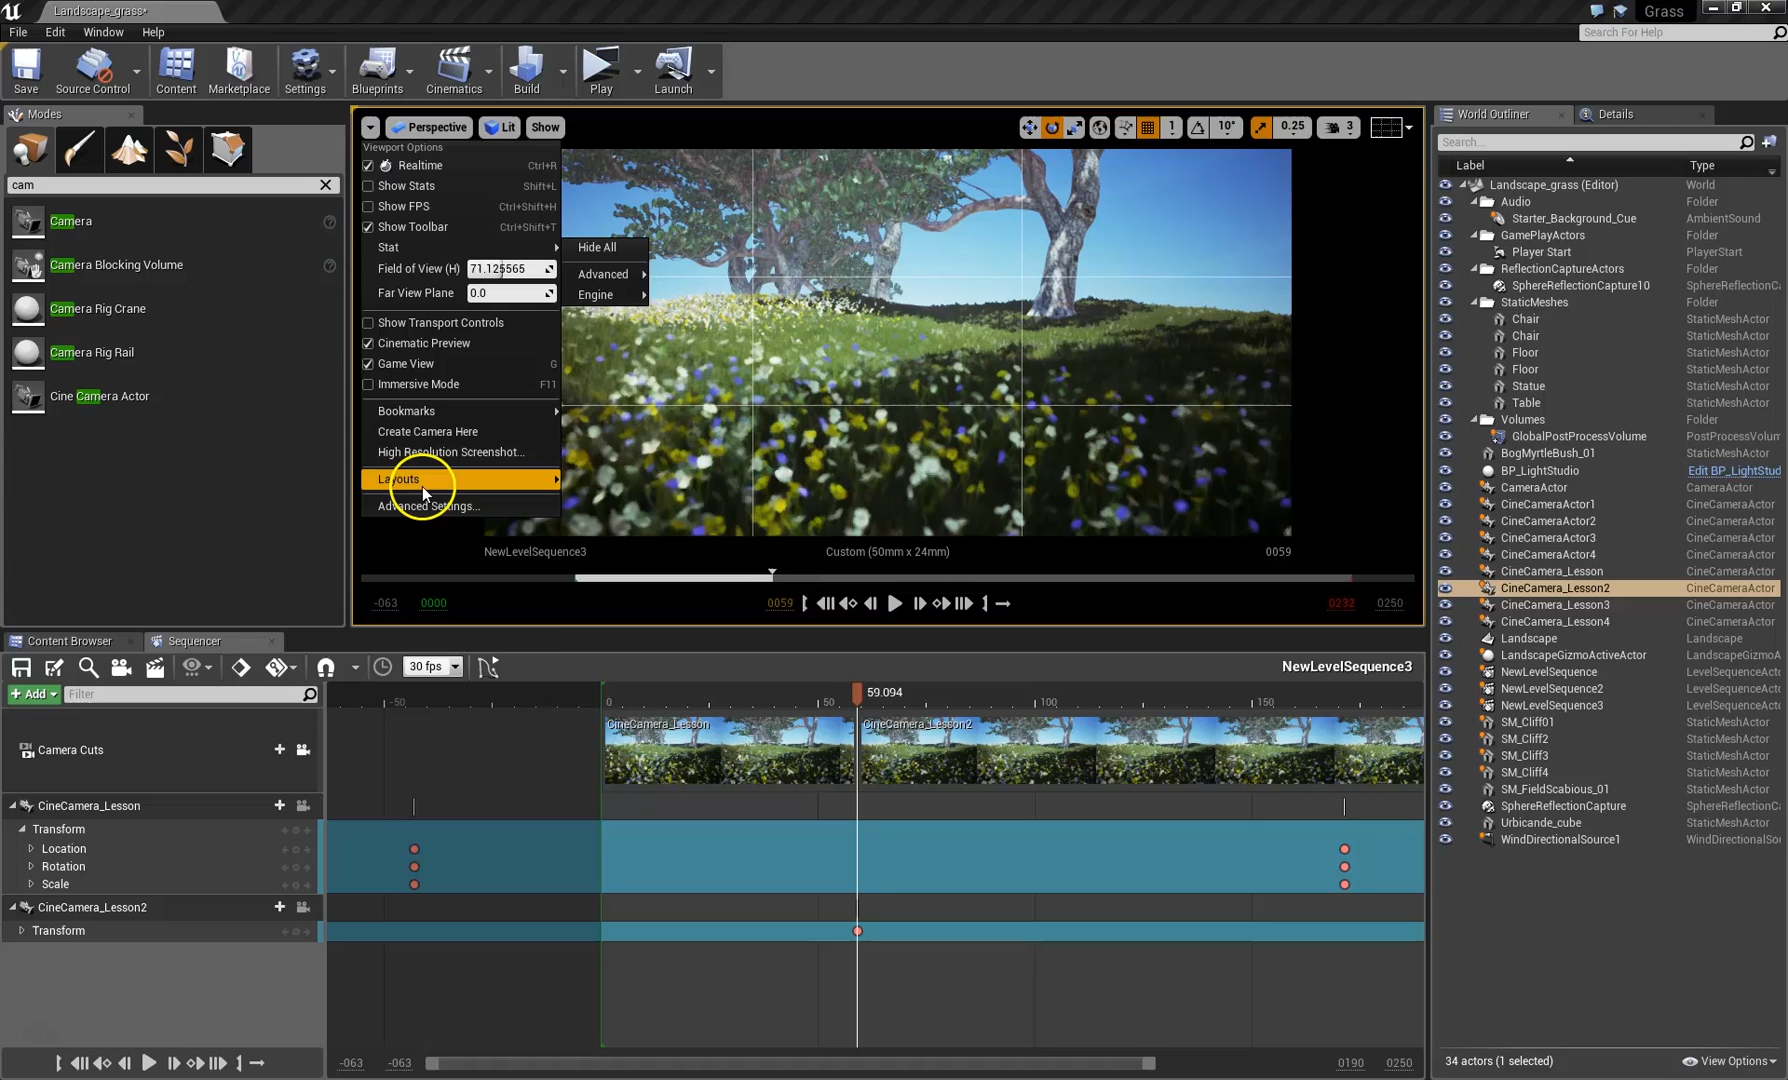 Landscape_grass*
Grass
File Edit Window Help
Search For Help
Save
Source Control
Content
Marketplace
Settings
Blueprints
Cinematics
Build
Play
Launch
Modes
cam
Camera
Camera Blocking Volume
Camera Rig Crane
Camera Rig Rail
Cine Camera Actor
Perspective Lit Show
1 10° 0.25 3
Viewport Options
Realtime Ctrl+R
Show Stats Shift+L
Show FPS Ctrl+Shift+H
Show Toolbar Ctrl+Shift+T
Stat
Field of View (H) 71.125565
Far View Plane 0.0
Show Transport Controls
Cinematic Preview
Game View G
Immersive Mode F11
Bookmarks
Create Camera Here
High Resolution Screenshot...
Layouts
Advanced Settings...
Hide All
Advanced
Engine
NewLevelSequence3 Custom (50mm x 24mm) 0059
-063 0000 0059 0232 0250
World Outliner
Details
Search...
Label Type
Landscape_grass (Editor) World
Audio Folder
Starter_Background_Cue AmbientSound
GamePlayActors Folder
Player Start PlayerStart
ReflectionCaptureActors Folder
SphereReflectionCapture10 SphereReflectionCa
StaticMeshes Folder
Chair StaticMeshActor
Chair StaticMeshActor
Floor StaticMeshActor
Floor StaticMeshActor
Statue StaticMeshActor
Table StaticMeshActor
Volumes Folder
GlobalPostProcessVolume PostProcessVolum
BogMyrtleBush_01 StaticMeshActor
BP_LightStudio Edit BP_LightStud
CameraActor CameraActor
CineCameraActor1 CineCameraActor
CineCameraActor2 CineCameraActor
CineCameraActor3 CineCameraActor
CineCameraActor4 CineCameraActor
CineCamera_Lesson CineCameraActor
CineCamera_Lesson2 CineCameraActor
CineCamera_Lesson3 CineCameraActor
CineCamera_Lesson4 CineCameraActor
Landscape Landscape
LandscapeGizmoActiveActor LandscapeGizmoA
NewLevelSequence LevelSequenceActo
NewLevelSequence2 LevelSequenceActo
NewLevelSequence3 LevelSequenceActo
SM_Cliff01 StaticMeshActor
SM_Cliff2 StaticMeshActor
SM_Cliff3 StaticMeshActor
SM_Cliff4 StaticMeshActor
SM_FieldScabious_01 StaticMeshActor
SphereReflectionCapture SphereReflectionCa
Urbicande_cube StaticMeshActor
WindDirectionalSource1 WindDirectionalSo
34 actors (1 selected) View Options
Content Browser
Sequencer
30 fps
NewLevelSequence3
Add Filter
-50 0 50 59.094 100 150
Camera Cuts
CineCamera_Lesson CineCamera_Lesson2
CineCamera_Lesson
Transform
Location
Rotation
Scale
CineCamera_Lesson2
Transform
-063 -063 0190 0250